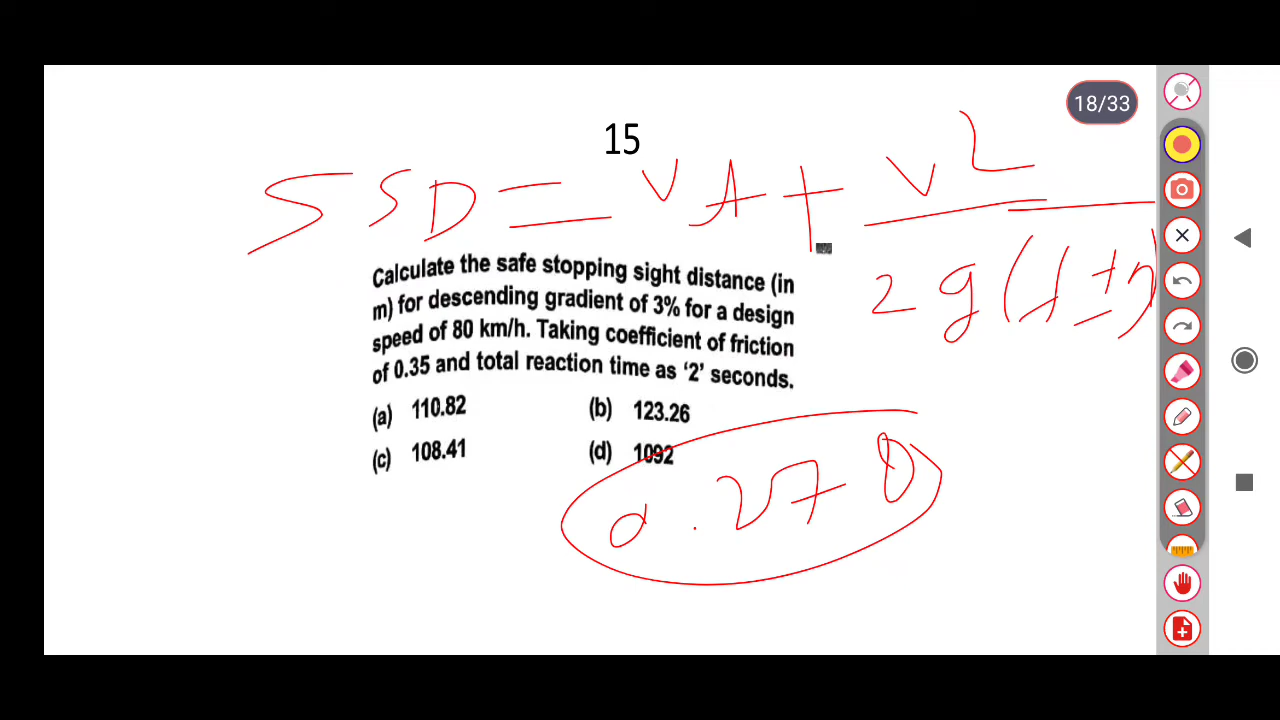 18/33
15
SSD = vt + v2
2g(f±n)
Calculate the safe stopping sight distance (in
m) for descending gradient of 3% for a design
speed of 80 km/h. Taking coefficient of friction
of 0.35 and total reaction time as ‘2’ seconds.
(a) 110.82 (b) 123.26
(c) 108.41 (d) 1092
0.278